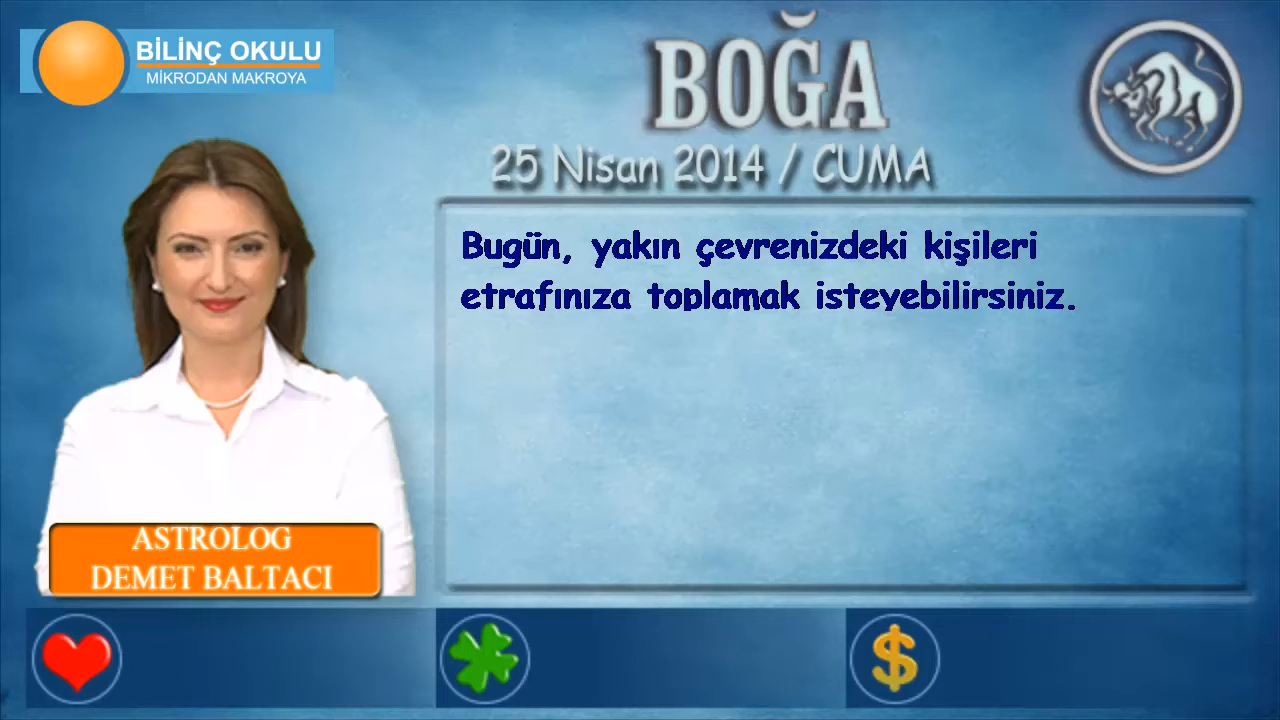 BİLİNÇ OKULU
MİKRODAN MAKROYA
BOĞA
25 Nisan 2014 / CUMA
Bugün, yakın çevrenizdeki kişileri
etrafınıza toplamak isteyebilirsiniz.
ASTROLOG
DEMET BALTACI
$